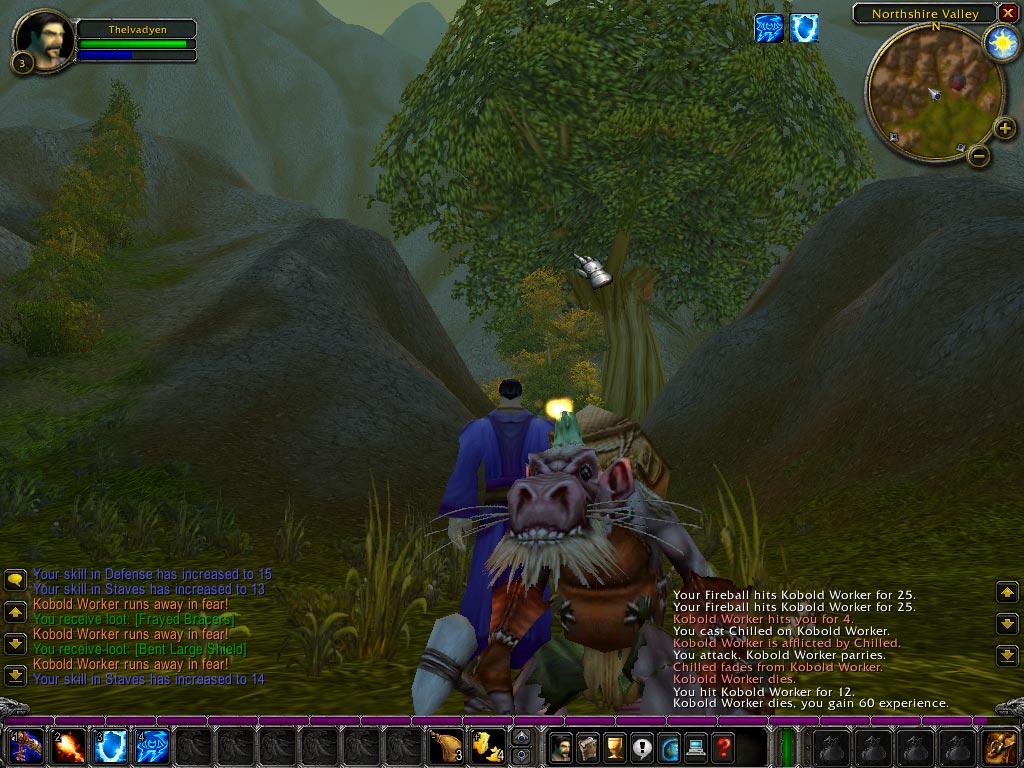 Thelvadyen
3
Northshire Valley
N
Your skill in Defense has increased to 15
Your skill in Staves has increased to 13
Kobold Worker runs away in fear!
You receive loot: [Frayed Bracers]
Kobold Worker runs away in fear!
You receive loot: [Bent Large Shield]
Kobold Worker runs away in fear!
Your skill in Staves has increased to 14
Your Fireball hits Kobold Worker for 25.
Your Fireball hits Kobold Worker for 25.
Kobold Worker hits you for 4.
You cast Chilled on Kobold Worker.
Kobold Worker is afflicted by Chilled.
You attack. Kobold Worker parries.
Chilled fades from Kobold Worker.
Kobold Worker dies.
You hit Kobold Worker for 12.
Kobold Worker dies, you gain 60 experience.
1 2 3 4 3 4 ! ?